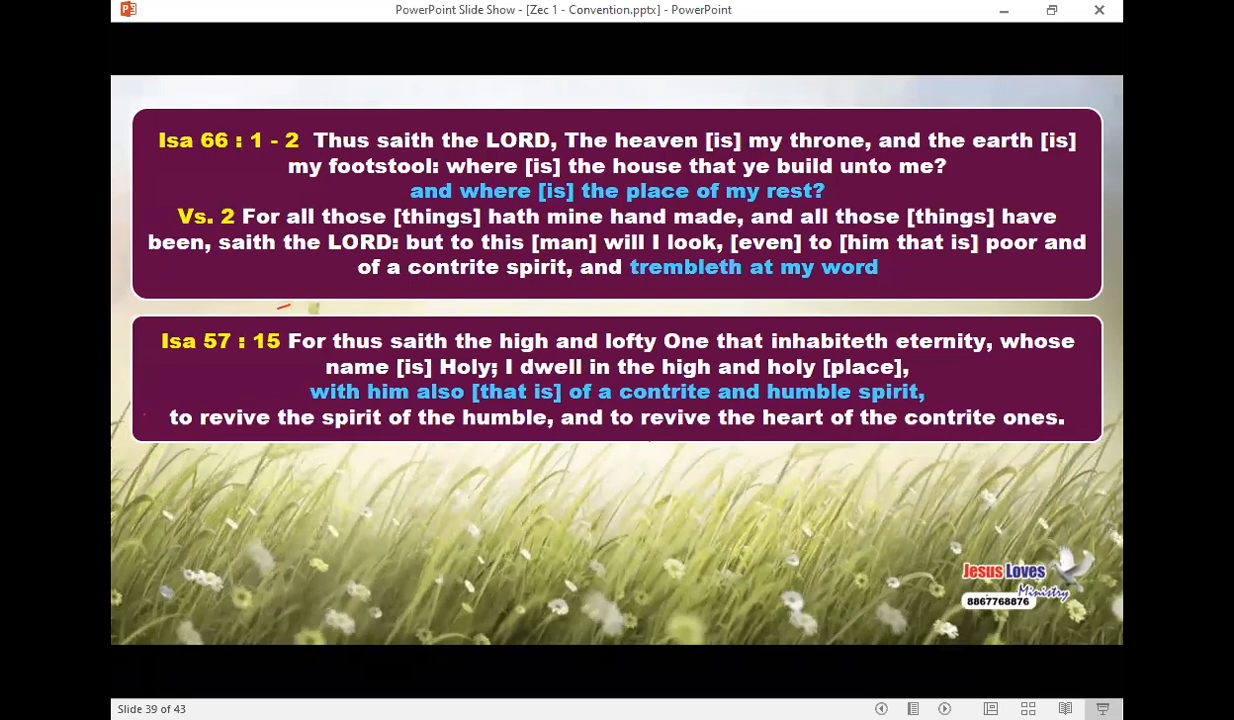 PowerPoint Slide Show - [Zec 1 - Convention.pptx] - PowerPoint
Isa 66 : 1 - 2 Thus saith the LORD, The heaven [is] my throne, and the earth [is]
my footstool: where [is] the house that ye build unto me?
and where [is] the place of my rest?
Vs. 2 For all those [things] hath mine hand made, and all those [things] have
been, saith the LORD: but to this [man] will I look, [even] to [him that is] poor and
of a contrite spirit, and trembleth at my word
Isa 57 : 15 For thus saith the high and lofty One that inhabiteth eternity, whose
name [is] Holy; I dwell in the high and holy [place],
with him also [that is] of a contrite and humble spirit,
to revive the spirit of the humble, and to revive the heart of the contrite ones.
Jesus Loves
Ministry
8867768876
Slide 39 of 43